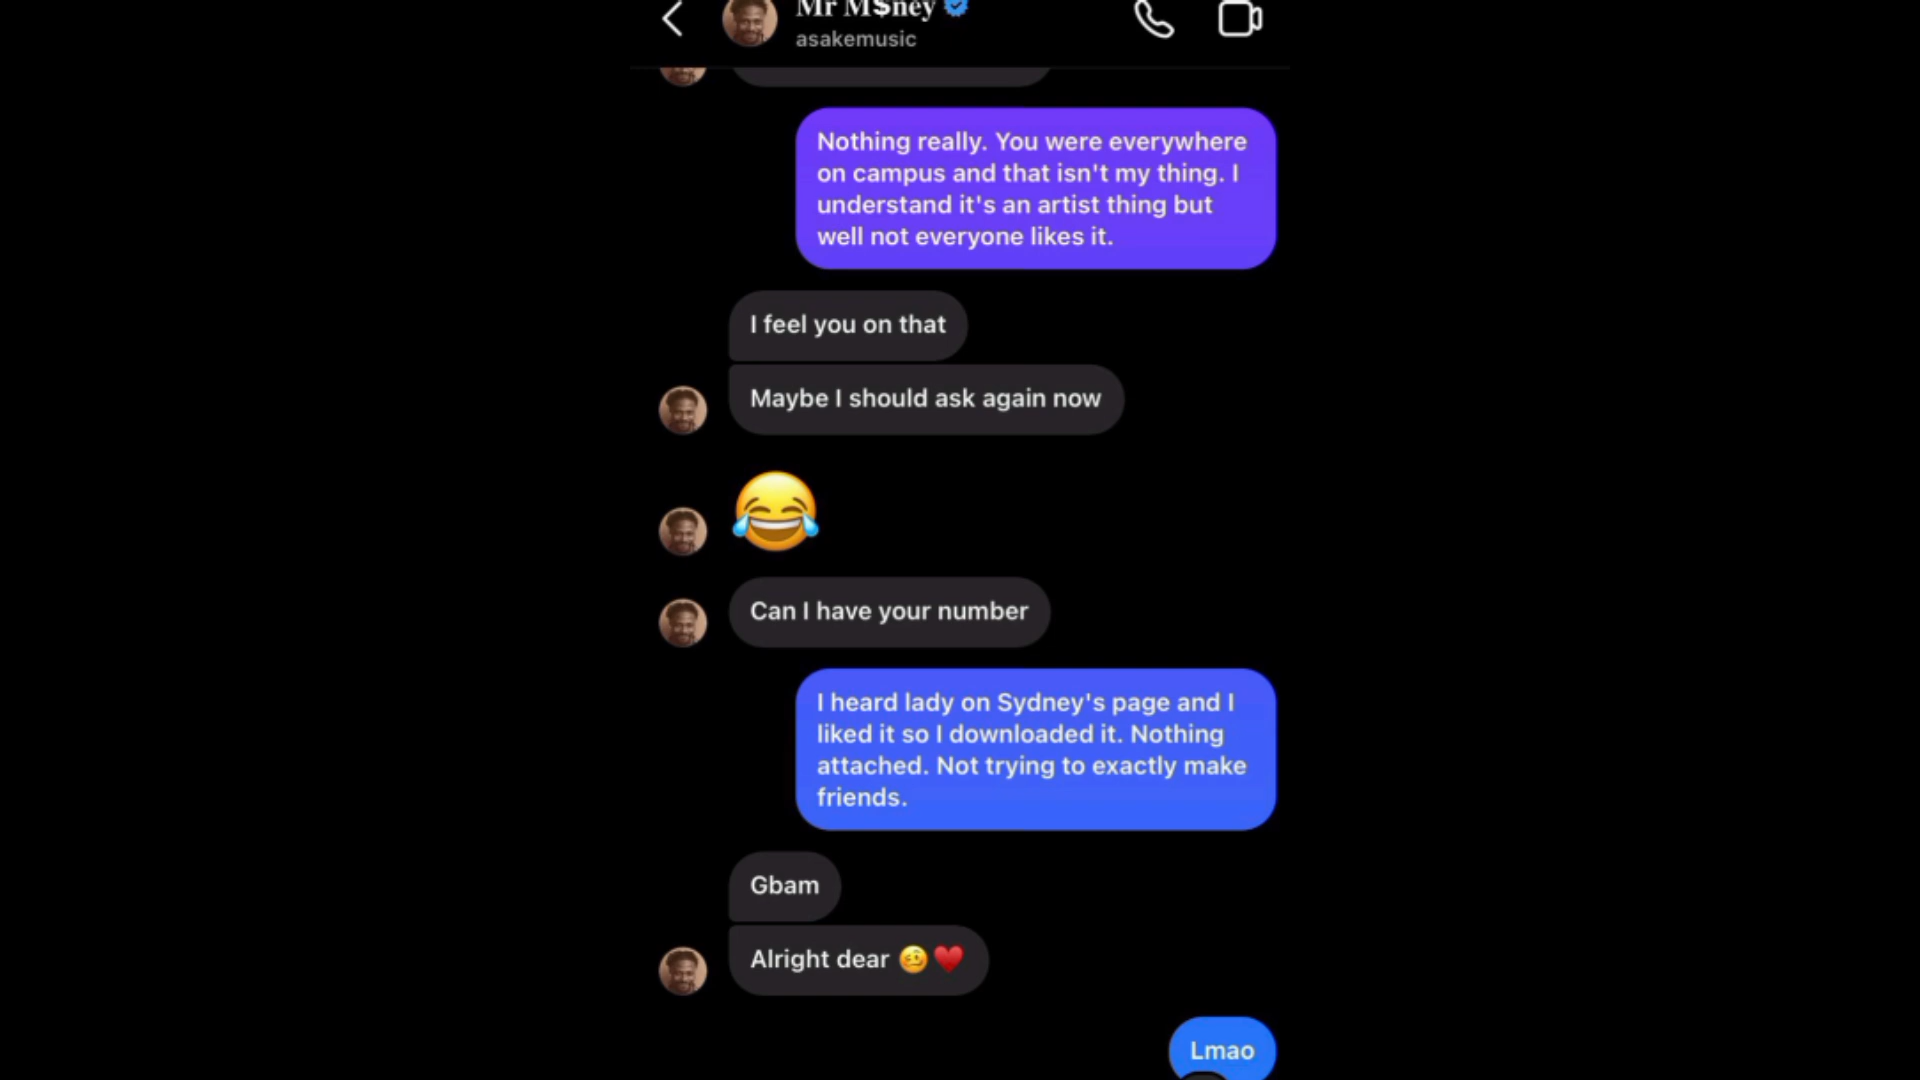 Mr M$ney
asakemusic
Nothing really. You were everywhere
on campus and that isn't my thing. I
understand it's an artist thing but
well not everyone likes it.
I feel you on that
Maybe I should ask again now
😂
Can I have your number
I heard lady on Sydney's page and I
liked it so I downloaded it. Nothing
attached. Not trying to exactly make
friends.
Gbam
Alright dear 🥴♥️
Lmao